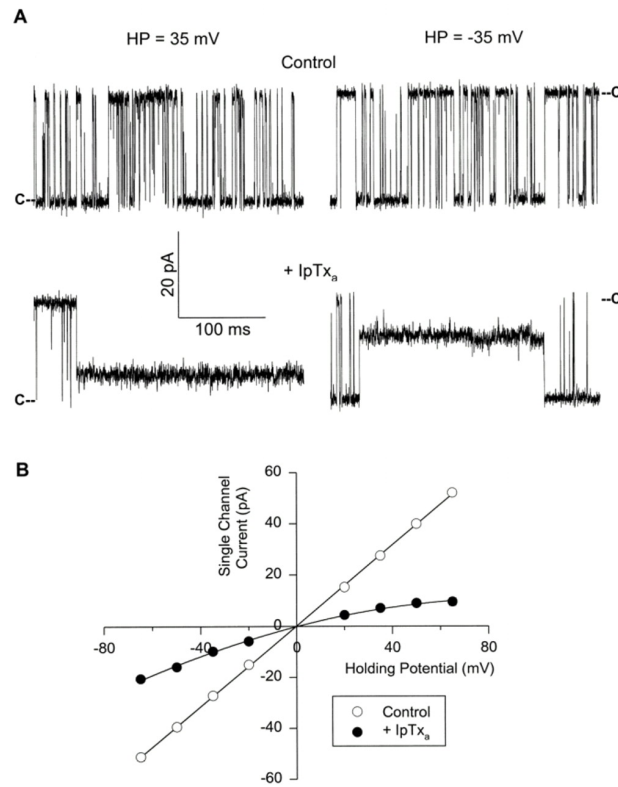 A
HP = 35 mV HP = -35 mV
Control
C-- --C
20 pA
100 ms
+ IpTxa
C-- --C
B
Single Channel
Current (pA)
60
40
20
0
-20
-40
-60
-80 -40 0 40 80
Holding Potential (mV)
Control
+ IpTxa